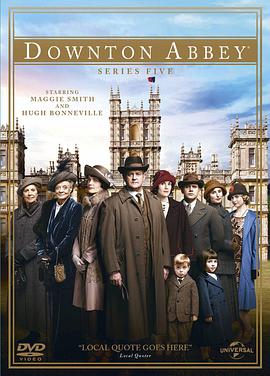 DOWNTON ABBEY
SERIES FIVE
STARRING
MAGGIE SMITH
AND
HUGH BONNEVILLE
"LOCAL QUOTE GOES HERE"
Local Quoter
DVD
VIDEO
UNIVERSAL